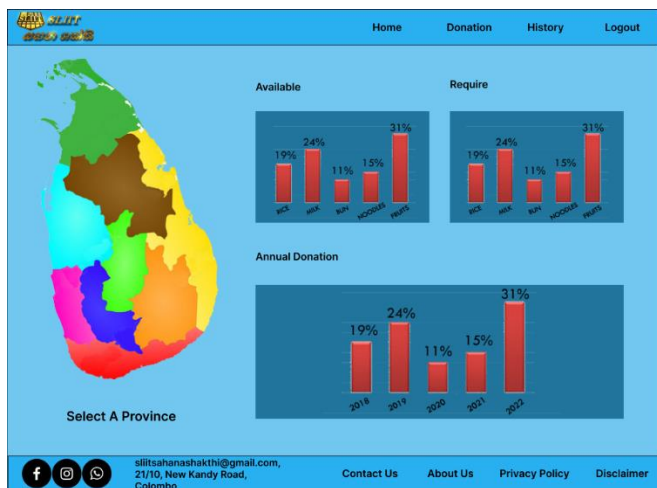 SLIIT
Home
Donation
History
Logout
Available
Require
19%
24%
11%
15%
31%
RICE
MILK
BUN
NOODLES
FRUITS
19%
24%
11%
15%
31%
RICE
MILK
BUN
NOODLES
FRUITS
Annual Donation
19%
24%
11%
15%
31%
2018
2019
2020
2021
2022
Select A Province
sliitsahanashakthi@gmail.com,
21/10, New Kandy Road,
Colombo
Contact Us
About Us
Privacy Policy
Disclaimer